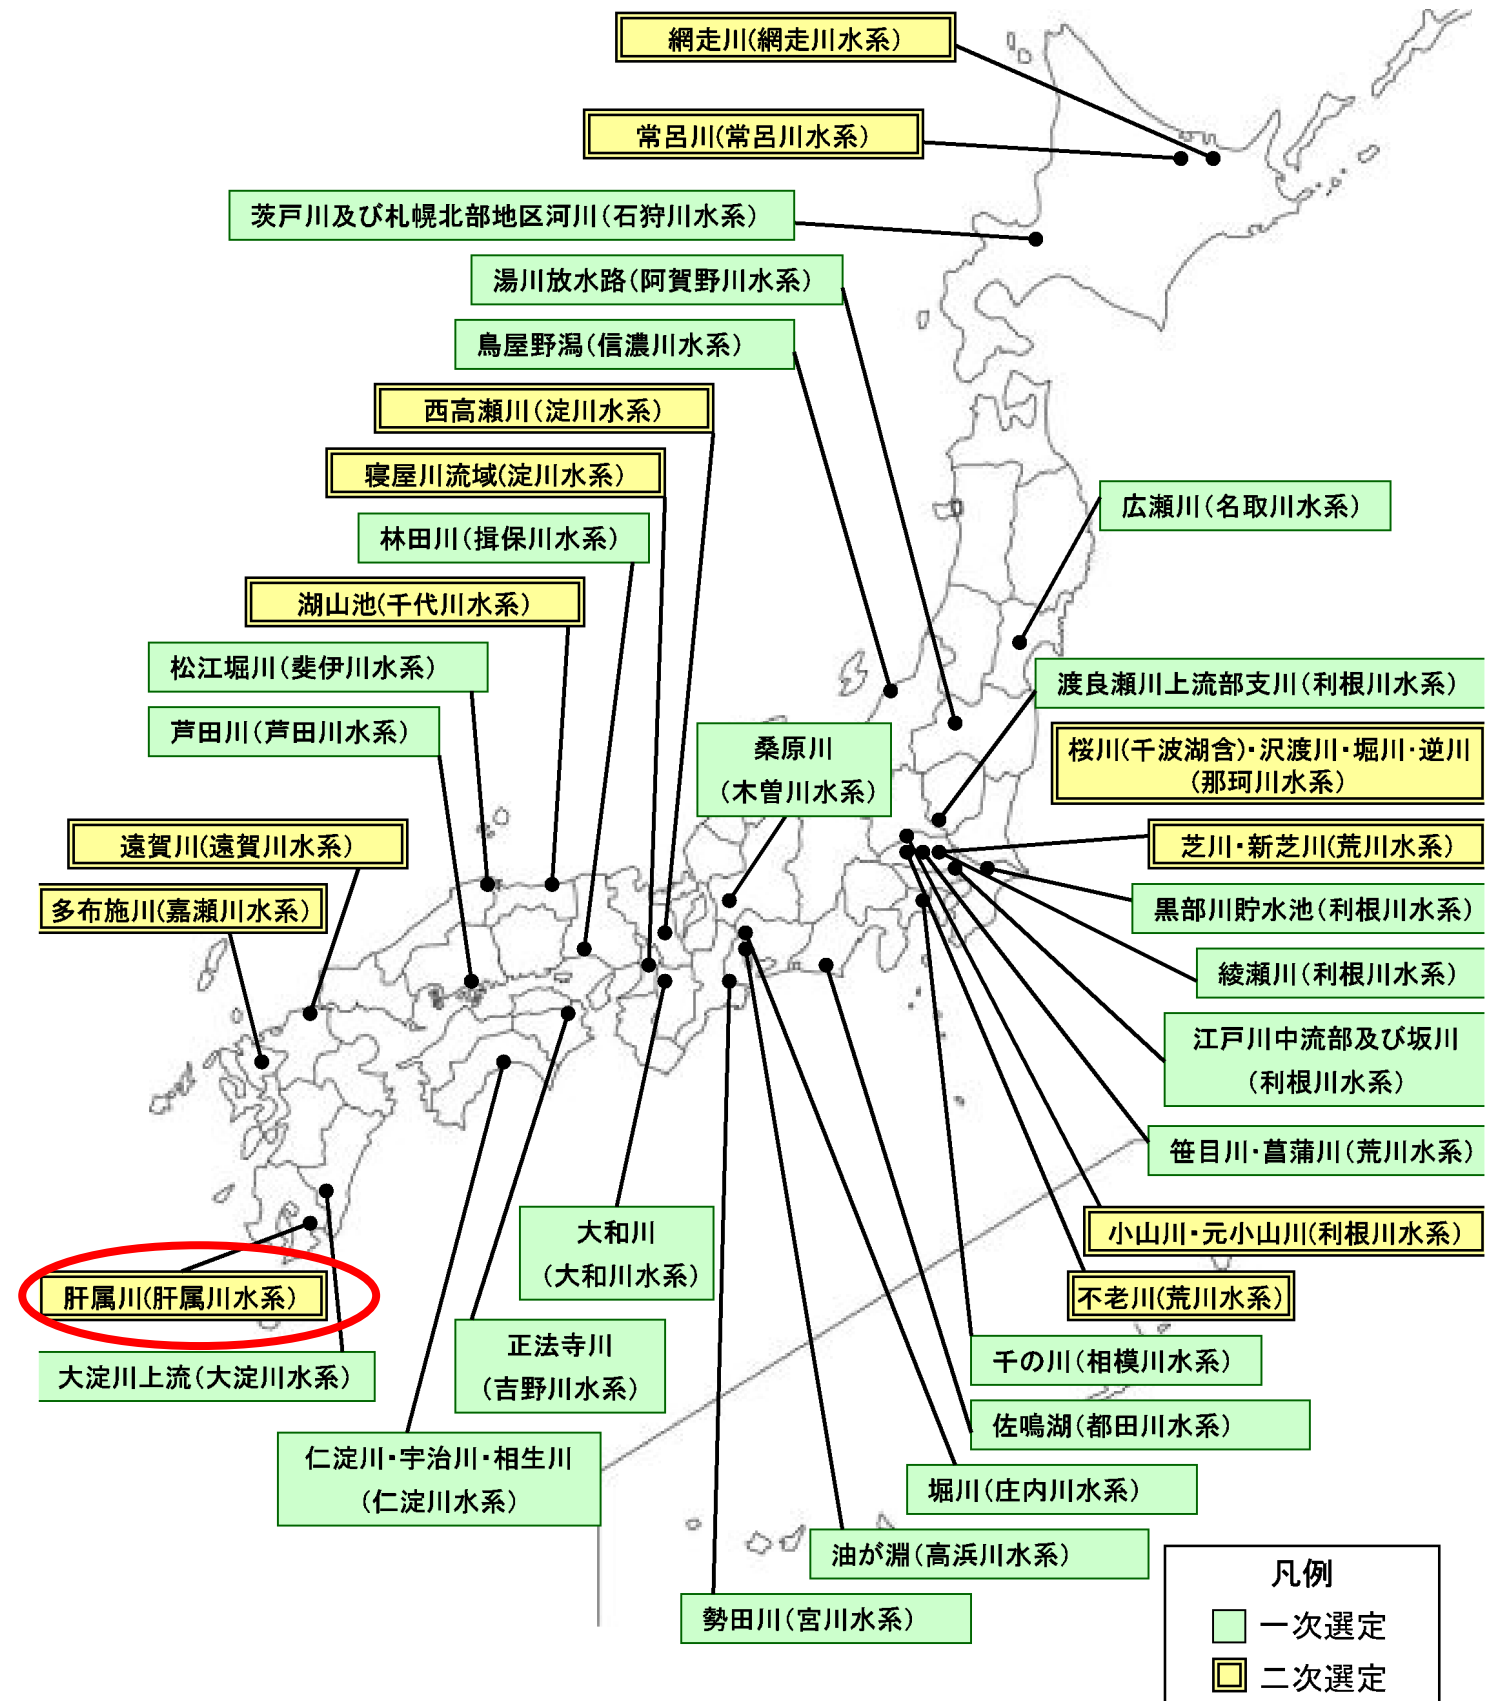 網走川(網走川水系)
常呂川(常呂川水系)
茨戸川及び札幌北部地区河川(石狩川水系)
湯川放水路(阿賀野川水系)
鳥屋野潟(信濃川水系)
西高瀬川(淀川水系)
寝屋川流域(淀川水系)
林田川(揖保川水系)
湖山池(千代川水系)
松江堀川(斐伊川水系)
芦田川(芦田川水系)
遠賀川(遠賀川水系)
多布施川(嘉瀬川水系)
広瀬川(名取川水系)
渡良瀬川上流部支川(利根川水系)
桑原川
(木曽川水系)
桜川(千波湖含)・沢渡川・堀川・逆川
(那珂川水系)
芝川・新芝川(荒川水系)
黒部川貯水池(利根川水系)
綾瀬川(利根川水系)
江戸川中流部及び坂川
(利根川水系)
笹目川・菖蒲川(荒川水系)
小山川・元小山川(利根川水系)
不老川(荒川水系)
千の川(相模川水系)
佐鳴湖(都田川水系)
堀川(庄内川水系)
油が淵(高浜川水系)
勢田川(宮川水系)
大和川
(大和川水系)
正法寺川
(吉野川水系)
仁淀川・宇治川・相生川
(仁淀川水系)
肝属川(肝属川水系)
大淀川上流(大淀川水系)
凡例
一次選定
二次選定